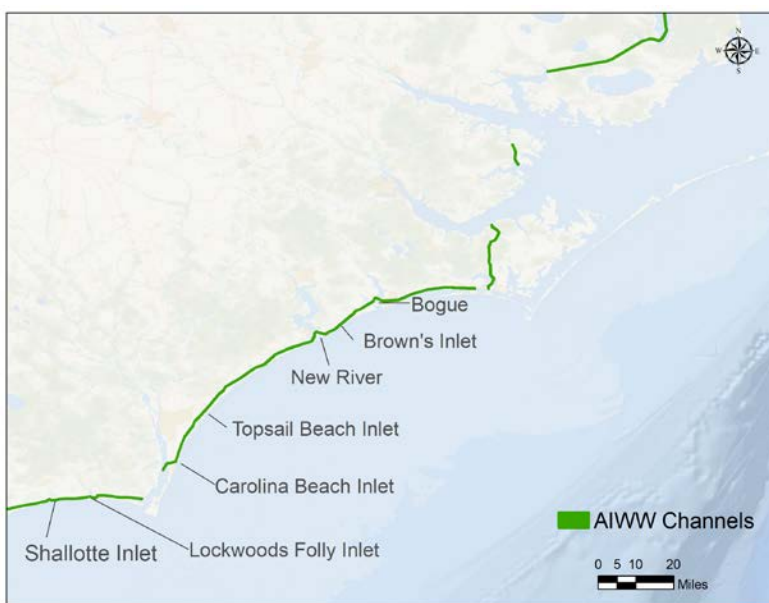 N
W E
S
Bogue
Brown's Inlet
New River
Topsail Beach Inlet
Carolina Beach Inlet
Shallotte Inlet
Lockwoods Folly Inlet
AIWW Channels
0 5 10 20
Miles